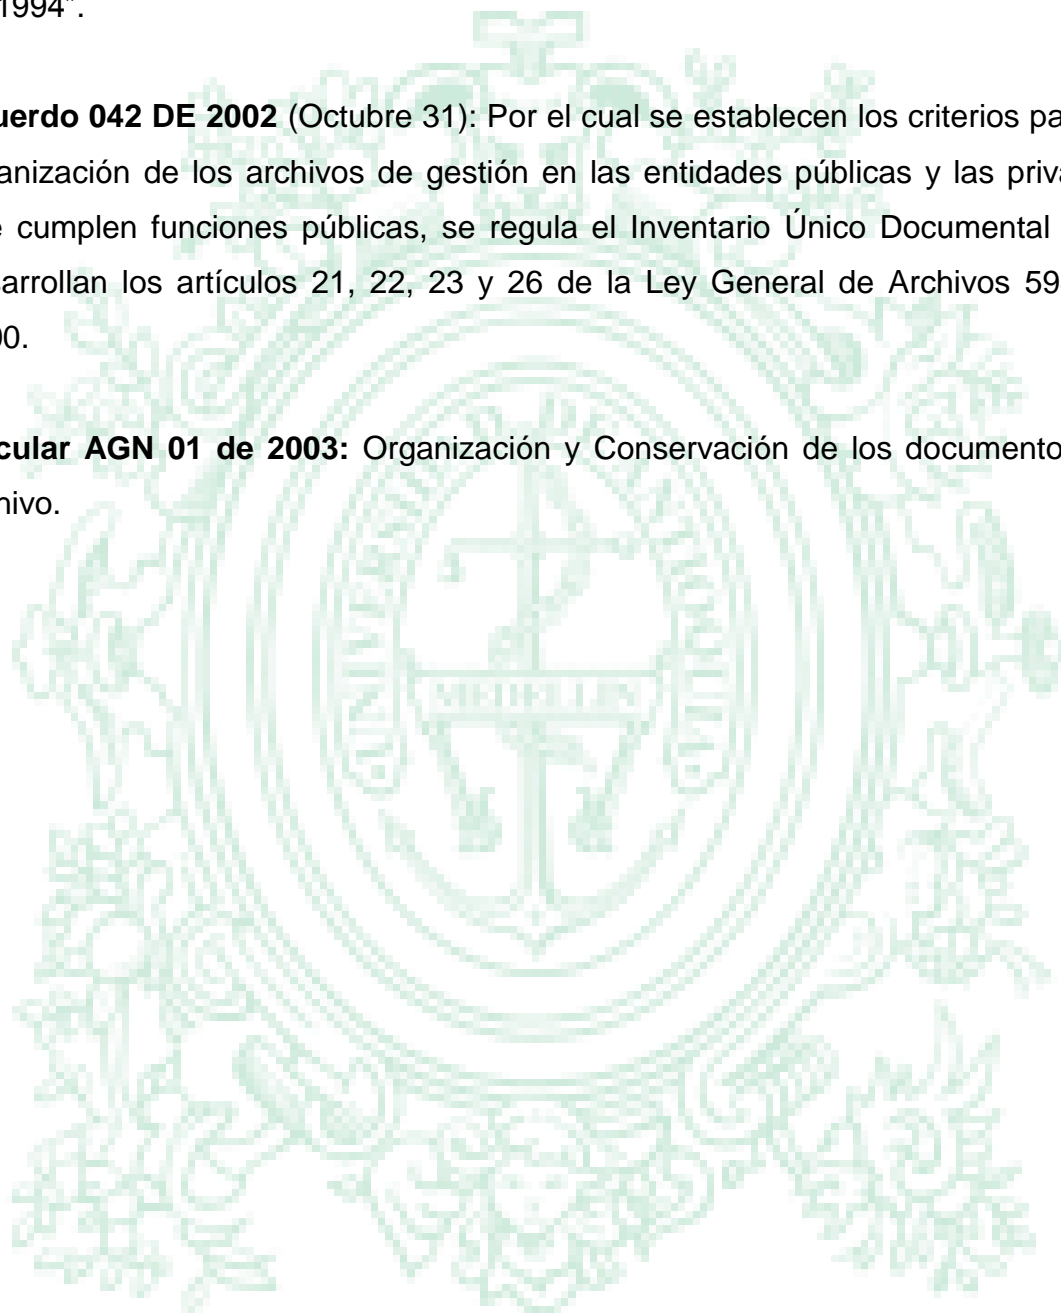 1994”.
uerdo 042 DE 2002 (Octubre 31): Por el cual se establecen los criterios pa
anización de los archivos de gestión en las entidades públicas y las priva
e cumplen funciones públicas, se regula el Inventario Único Documental
sarrollan los artículos 21, 22, 23 y 26 de la Ley General de Archivos 59
00.
cular AGN 01 de 2003: Organización y Conservación de los documento
hivo.